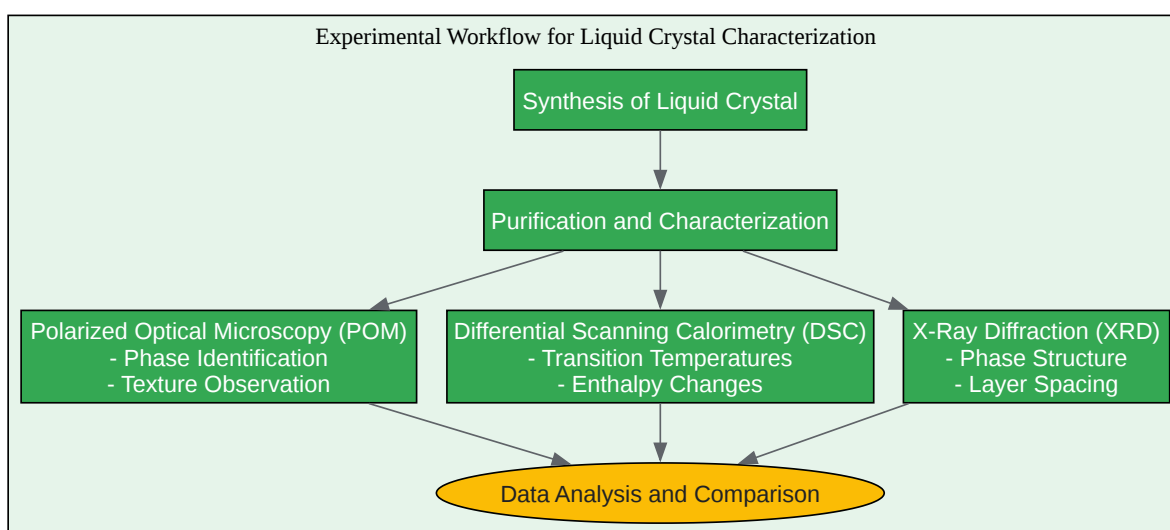 Experimental Workflow for Liquid Crystal Characterization
Synthesis of Liquid Crystal
Purification and Characterization
Polarized Optical Microscopy (POM)
- Phase Identification
- Texture Observation
Differential Scanning Calorimetry (DSC)
- Transition Temperatures
- Enthalpy Changes
X-Ray Diffraction (XRD)
- Phase Structure
- Layer Spacing
Data Analysis and Comparison